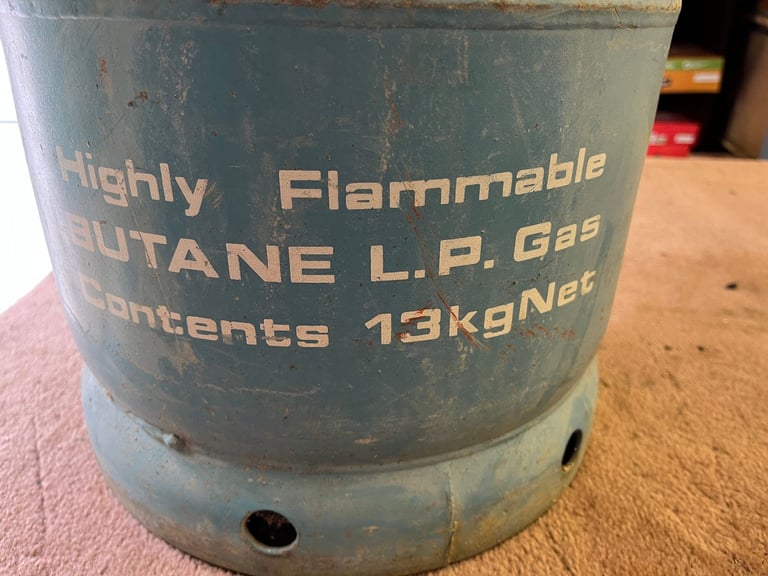 Highly Flammable
BUTANE L.P. Gas
Contents 13kgNet